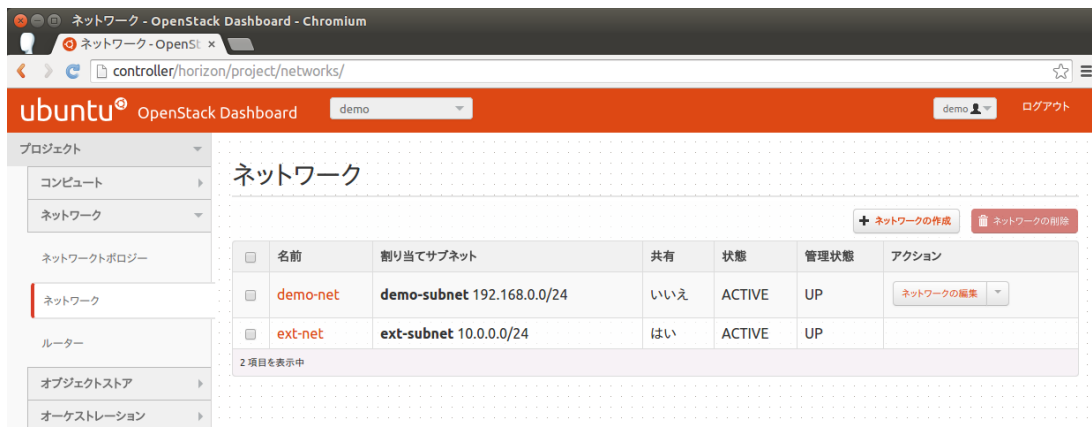 ネットワーク - OpenStack Dashboard - Chromium
ネットワーク - OpenSt ×
controller/horizon/project/networks/
ubuntu OpenStack Dashboard demo demo ログアウト
プロジェクト
コンピュート
ネットワーク
ネットワークトポロジー
ネットワーク
ルーター
オブジェクトストア
オーケストレーション
ネットワーク
ネットワークの作成 ネットワークの削除
名前 割り当てサブネット 共有 状態 管理状態 アクション
demo-net demo-subnet 192.168.0.0/24 いいえ ACTIVE UP ネットワークの編集
ext-net ext-subnet 10.0.0.0/24 はい ACTIVE UP
2 項目を表示中